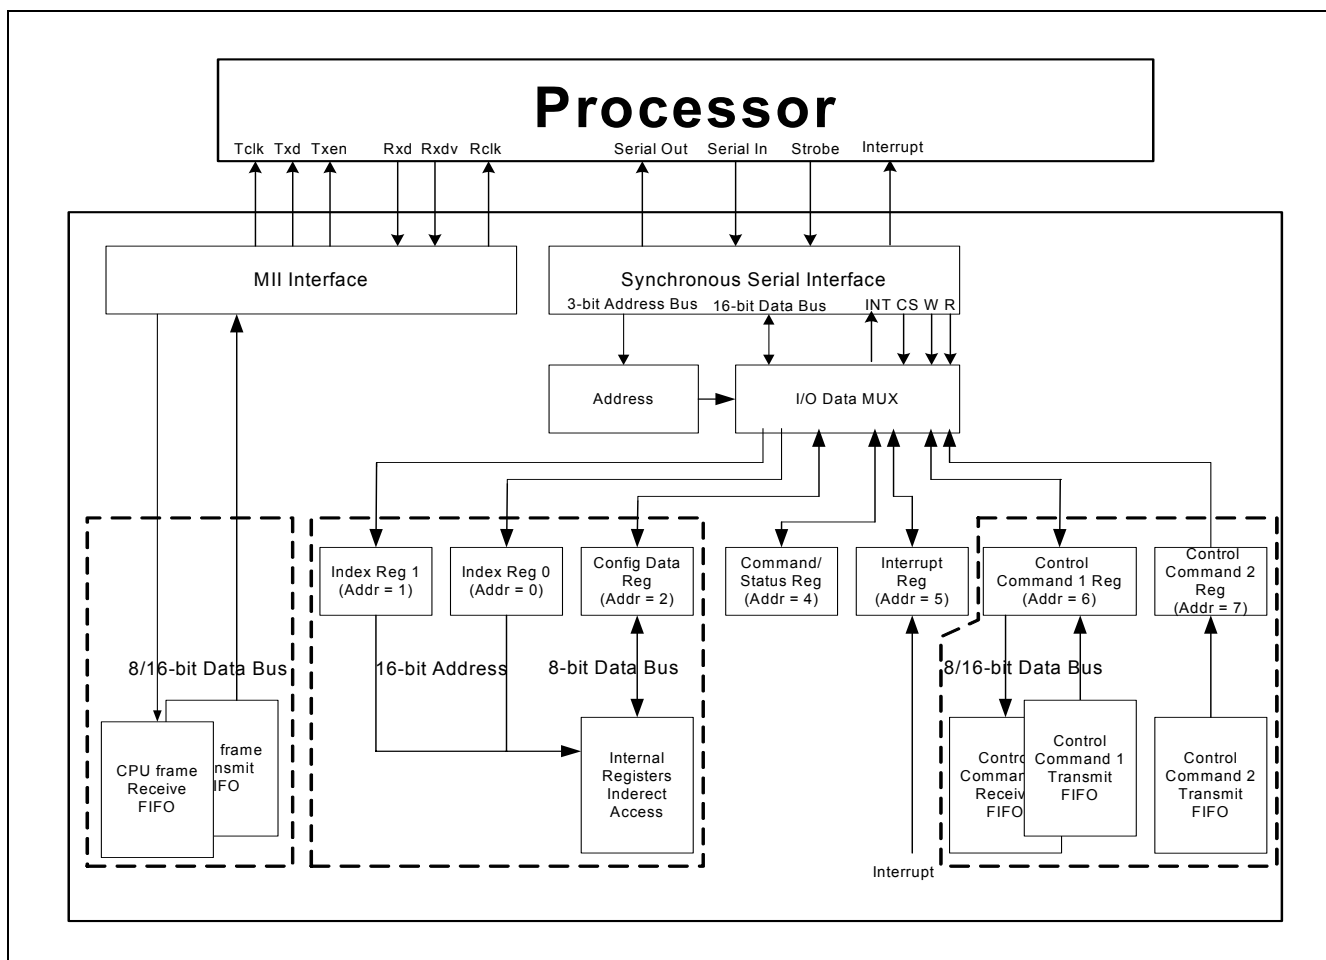 Processor
Tclk Txd Txen Rxd Rxdv Rclk Serial Out Serial In Strobe Interrupt
MII Interface
Synchronous Serial Interface
3-bit Address Bus 16-bit Data Bus INT CS W R
Address
I/O Data MUX
Index Reg 1
(Addr = 1)
Index Reg 0
(Addr = 0)
Config Data
Reg
(Addr = 2)
Command/
Status Reg
(Addr = 4)
Interrupt
Reg
(Addr = 5)
Control
Command 1 Reg
(Addr = 6)
Control
Command 2
Reg
(Addr = 7)
8/16-bit Data Bus
16-bit Address
8-bit Data Bus
8/16-bit Data Bus
CPU frame
Receive
FIFO
frame
Internal
Registers
Inderect
Access
Command
FIFO
Control
Command 1
Transmit
FIFO
Control
Command 2
Transmit
FIFO
Interrupt